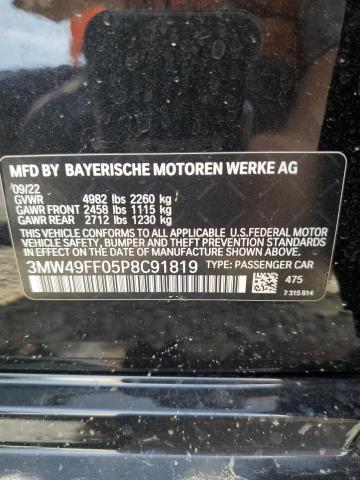 MFD BY BAYERISCHE MOTOREN WERKE AG
09/22
GVWR 4982 lbs 2260 kg
GAWR FRONT 2458 lbs 1115 kg
GAWR REAR 2712 lbs 1230 kg
THIS VEHICLE CONFORMS TO ALL APPLICABLE U.S.FEDERAL MOTOR
VEHICLE SAFETY, BUMPER AND THEFT PREVENTION STANDARDS
IN EFFECT ON THE DATE OF MANUFACTURE SHOWN ABOVE.
3MW49FF05P8C91819 TYPE: PASSENGER CAR
475
7 315 814